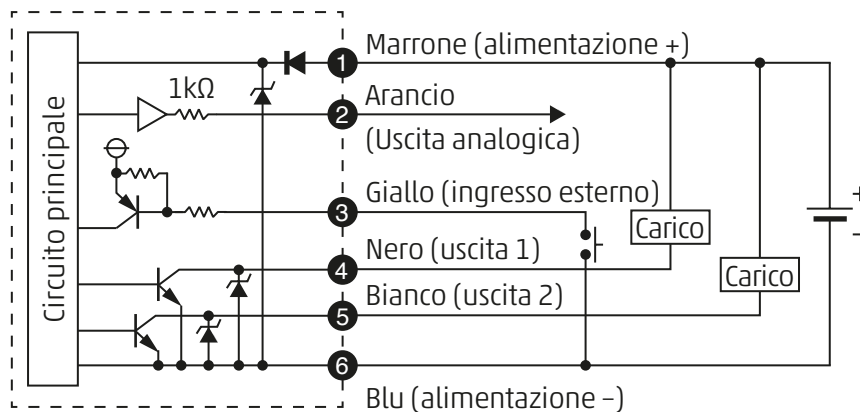 Circuito principale
1kΩ
1 Marrone (alimentazione +)
2 Arancio
(Uscita analogica)
3 Giallo (ingresso esterno)
4 Nero (uscita 1)
5 Bianco (uscita 2)
6
Blu (alimentazione –)
Carico
Carico
+
–